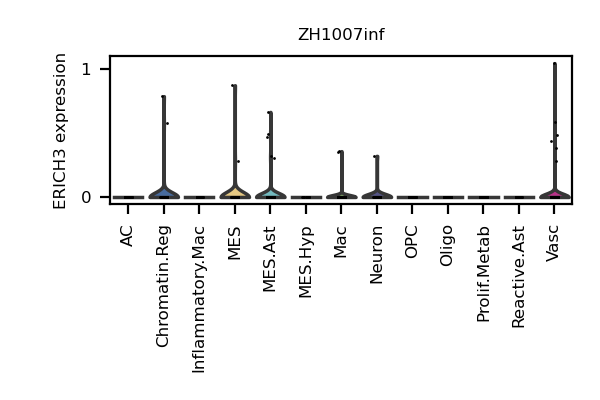 ZH1007inf
ERICH3 expression
1
0
AC
Chromatin.Reg
Inflammatory.Mac
MES
MES.Ast
MES.Hyp
Mac
Neuron
OPC
Oligo
Prolif.Metab
Reactive.Ast
Vasc